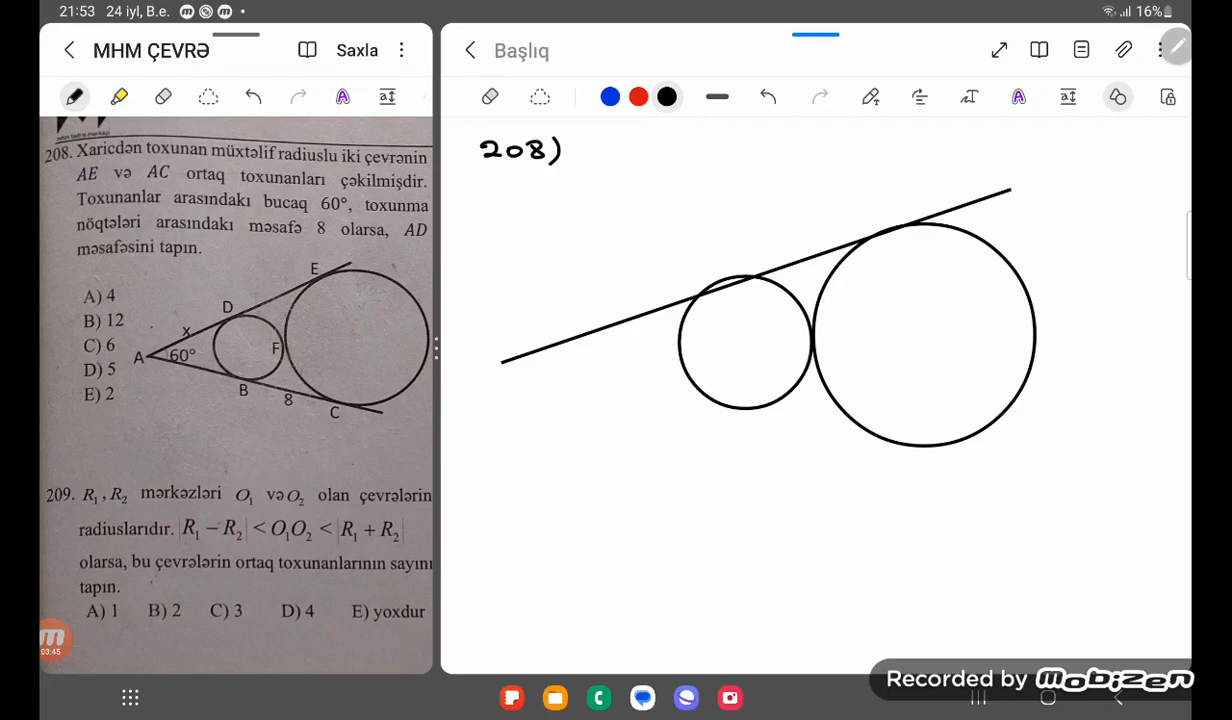 21:53 24 iyl, B.e. 16%
MHM ÇEVRƏ Saxla
Başlıq
208. Xaricdən toxunan müxtəlif radiuslu iki çevrənin
AE və AC ortaq toxunanları çəkilmişdir.
Toxunanlar arasındakı bucaq 60°, toxunma
nöqtələri arasındakı məsafə 8 olarsa, AD
məsafəsini tapın.
A) 4
B) 12
C) 6
D) 5
E) 2
E
D
x
A 60° F
B
8
C
209. R₁, R₂ mərkəzləri O₁ və O₂ olan çevrələrin
radiuslarıdır. |R₁ − R₂| < O₁O₂ < |R₁ + R₂|
olarsa, bu çevrələrin ortaq toxunanlarının sayını
tapın.
A) 1 B) 2 C) 3 D) 4 E) yoxdur
03:45
208)
Recorded by mobizen